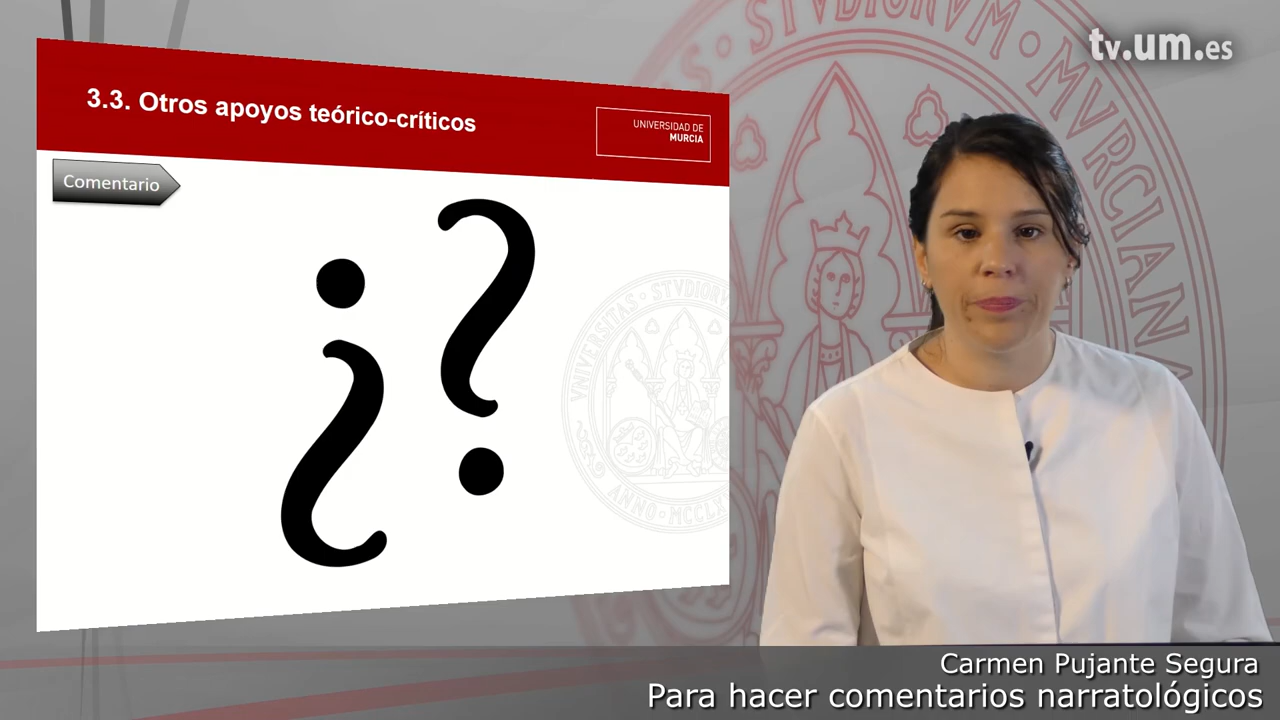 tv.um.es
3.3. Otros apoyos teórico-críticos
UNIVERSIDAD DE
MURCIA
Comentario
¿?
Carmen Pujante Segura
Para hacer comentarios narratológicos